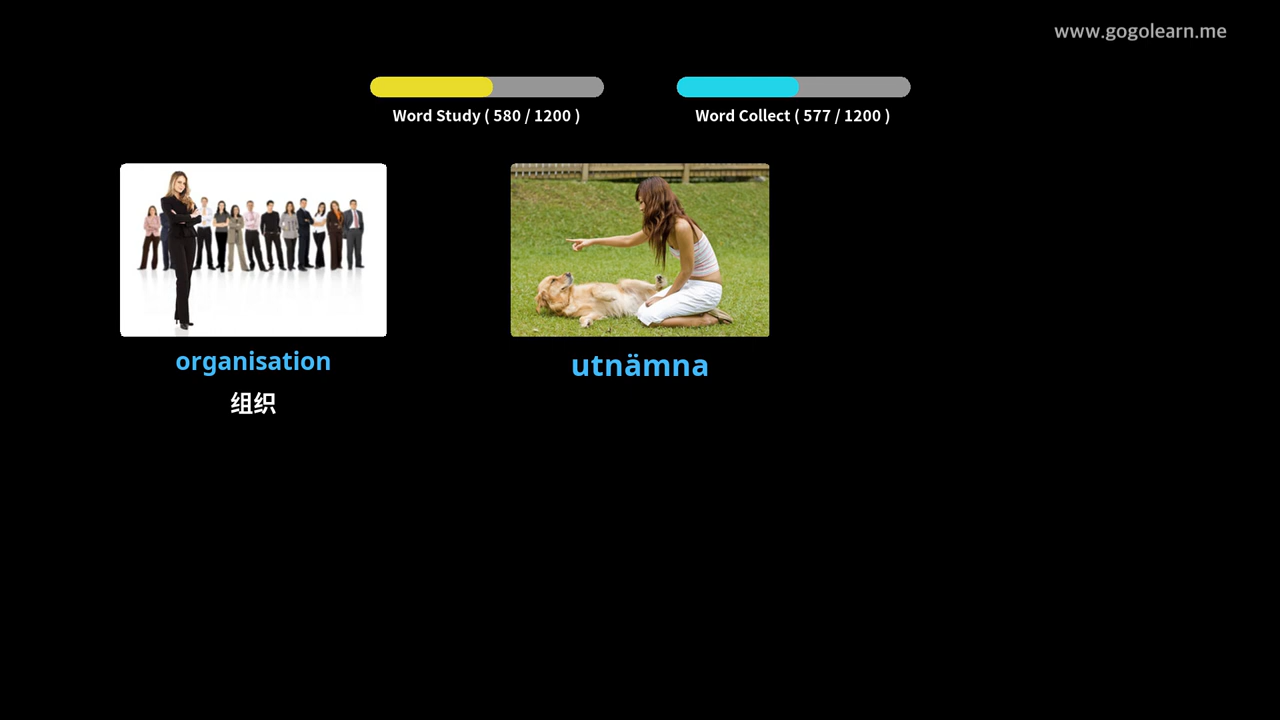 www.gogolearn.me
Word Study ( 580 / 1200 )
Word Collect ( 577 / 1200 )
organisation
组织
utnämna